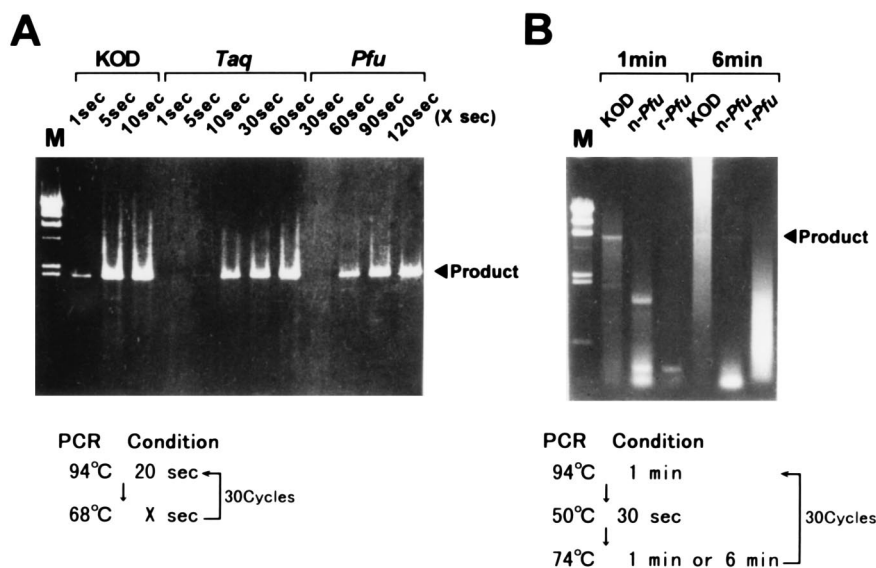 A
KOD Taq Pfu
1sec 5sec 10sec 1sec 5sec 10sec 30sec 60sec 30sec 60sec 90sec 120sec (X sec)
M
◀Product
PCR Condition
94℃ 20 sec
↓ 30Cycles
68℃ X sec
B
1min 6min
KOD n-Pfu r-Pfu KOD n-Pfu r-Pfu
M
◀Product
PCR Condition
94℃ 1 min
↓
50℃ 30 sec 30Cycles
↓
74℃ 1 min or 6 min